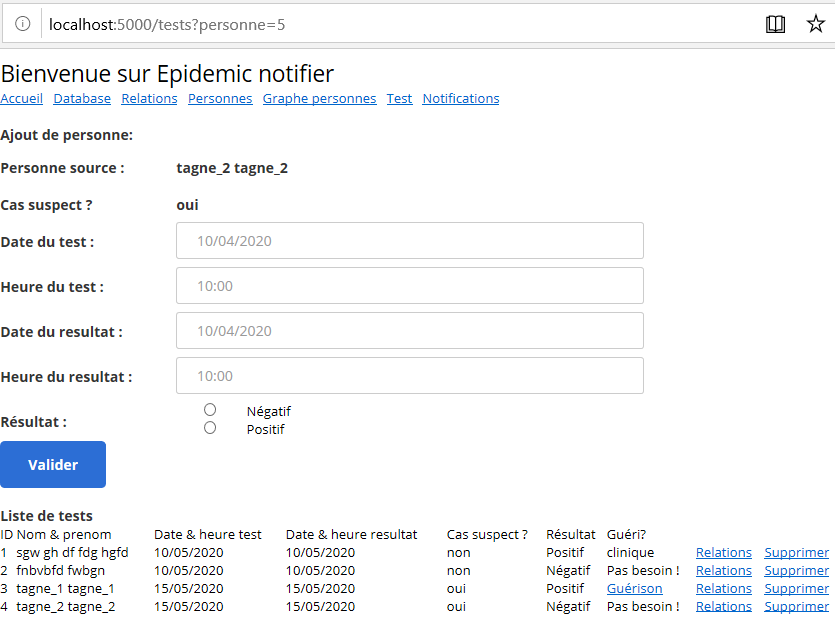 localhost:5000/tests?personne=5
Bienvenue sur Epidemic notifier
Accueil Database Relations Personnes Graphe personnes Test Notifications
Ajout de personne:
Personne source : tagne_2 tagne_2
Cas suspect ? oui
Date du test : 10/04/2020
Heure du test : 10:00
Date du resultat : 10/04/2020
Heure du resultat : 10:00
Résultat : Négatif
Positif
Valider
Liste de tests
ID Nom & prenom Date & heure test Date & heure resultat Cas suspect ? Résultat Guéri?
1 sgw gh df fdg hgfd 10/05/2020 10/05/2020 non Positif clinique Relations Supprimer
2 fnbvbfd fwbgn 10/05/2020 10/05/2020 non Négatif Pas besoin ! Relations Supprimer
3 tagne_1 tagne_1 15/05/2020 15/05/2020 oui Positif Guérison Relations Supprimer
4 tagne_2 tagne_2 15/05/2020 15/05/2020 oui Négatif Pas besoin ! Relations Supprimer